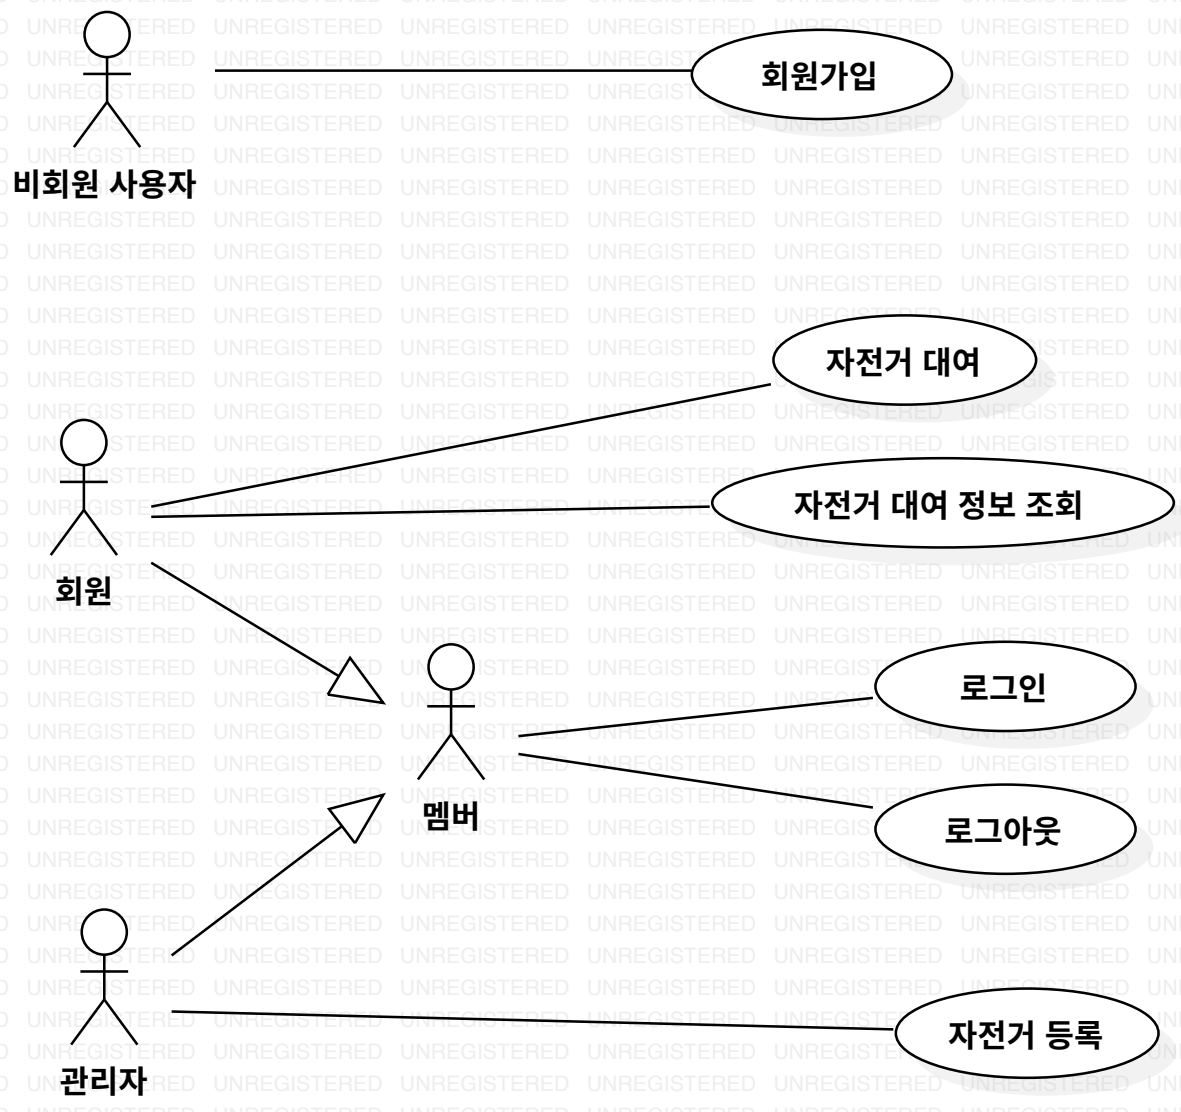 회원가입
비회원 사용자
자전거 대여
자전거 대여 정보 조회
회원
로그인
멤버
로그아웃
자전거 등록
관리자
UNREGISTERED